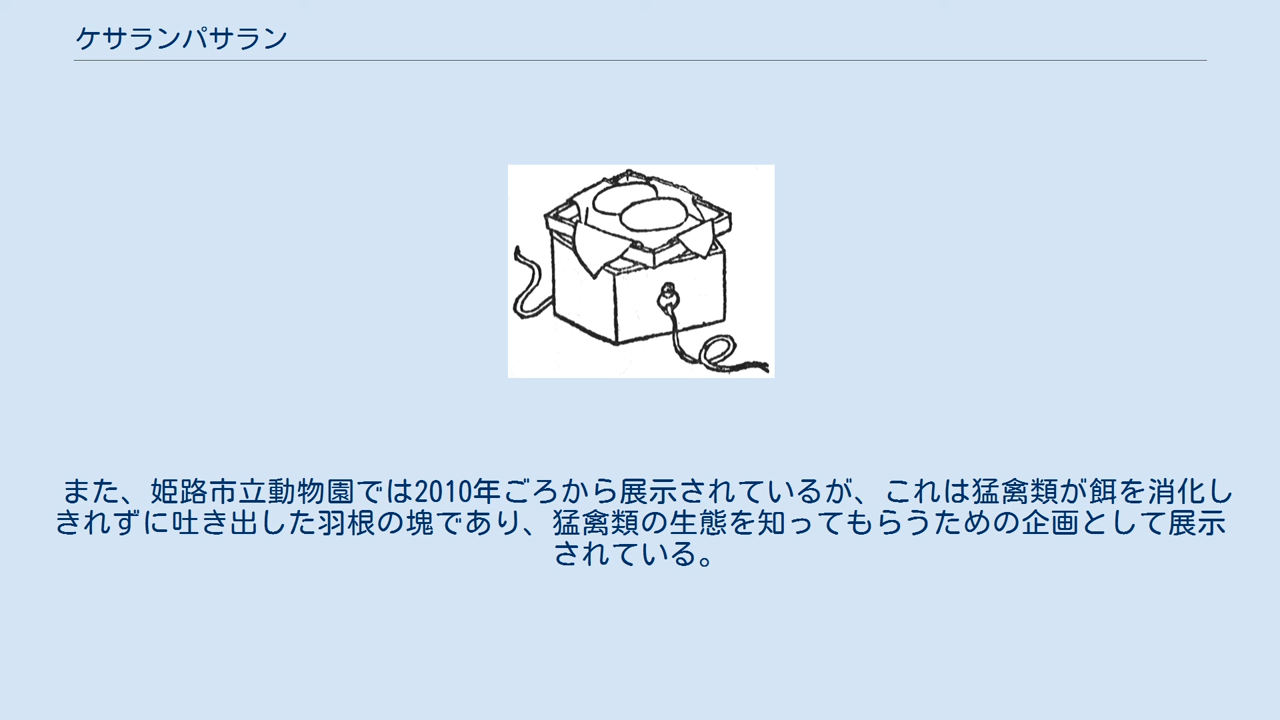 ケサランパサラン
また、姫路市立動物園では2010年ごろから展示されているが、これは猛禽類が餌を消化し
きれずに吐き出した羽根の塊であり、猛禽類の生態を知ってもらうための企画として展示
されている。